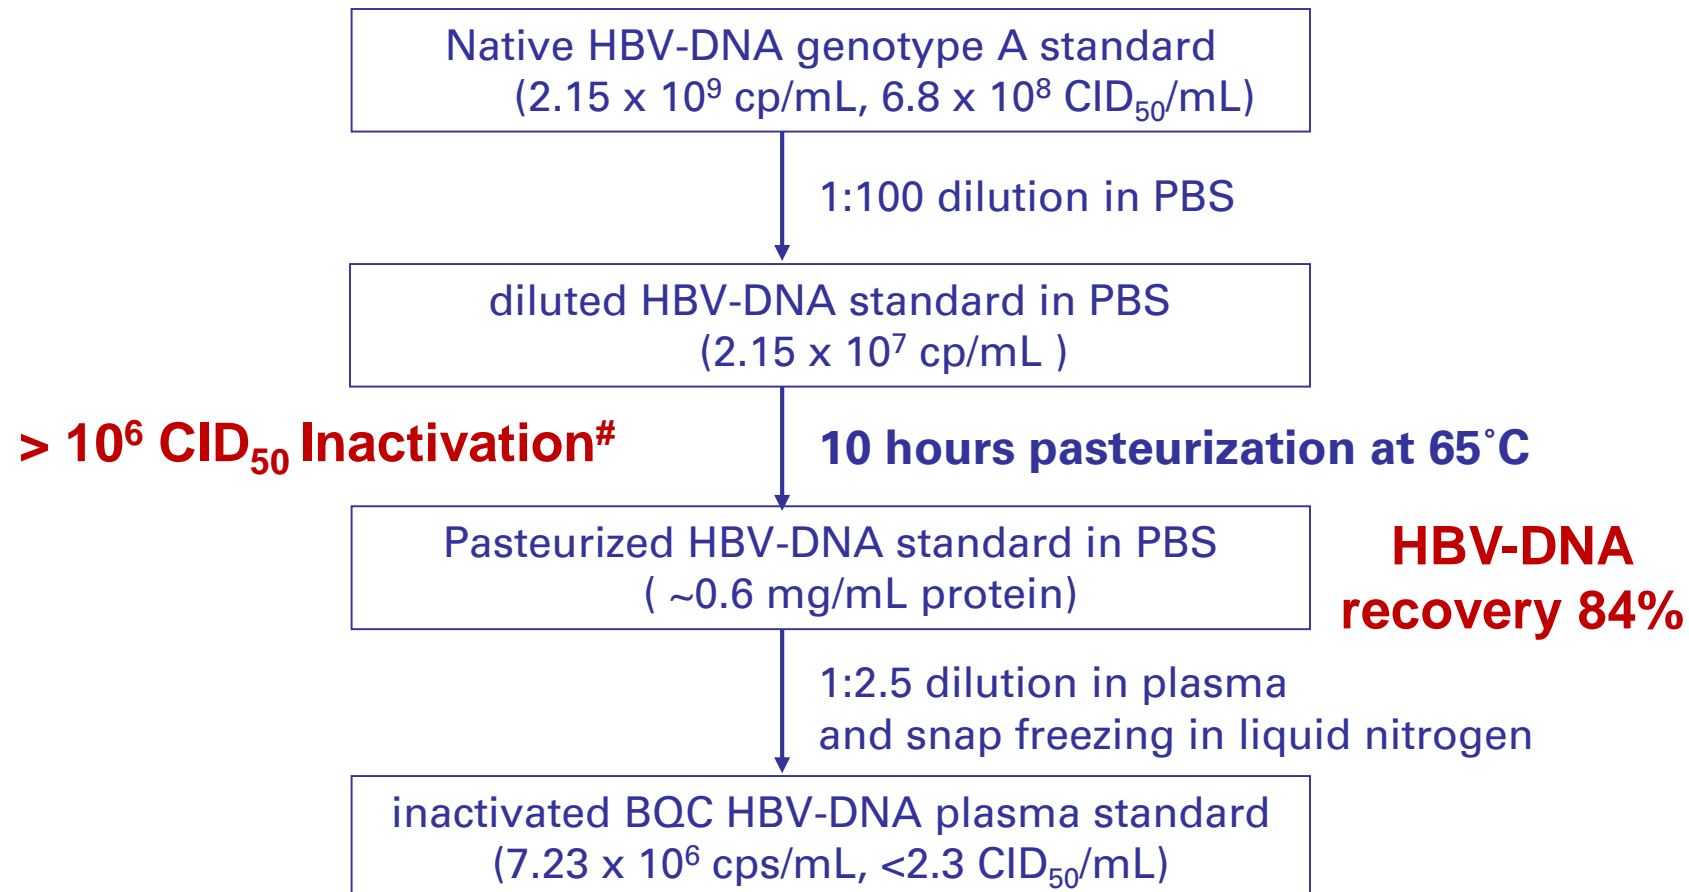 Native HBV-DNA genotype A standard
(2.15 x 10⁹ cp/mL, 6.8 x 10⁸ CID₅₀/mL)
1:100 dilution in PBS
diluted HBV-DNA standard in PBS
(2.15 x 10⁷ cp/mL )
> 10⁶ CID₅₀ Inactivation#
10 hours pasteurization at 65˚C
Pasteurized HBV-DNA standard in PBS
( ~0.6 mg/mL protein)
HBV-DNA
recovery 84%
1:2.5 dilution in plasma
and snap freezing in liquid nitrogen
inactivated BQC HBV-DNA plasma standard
(7.23 x 10⁶ cps/mL, <2.3 CID₅₀/mL)